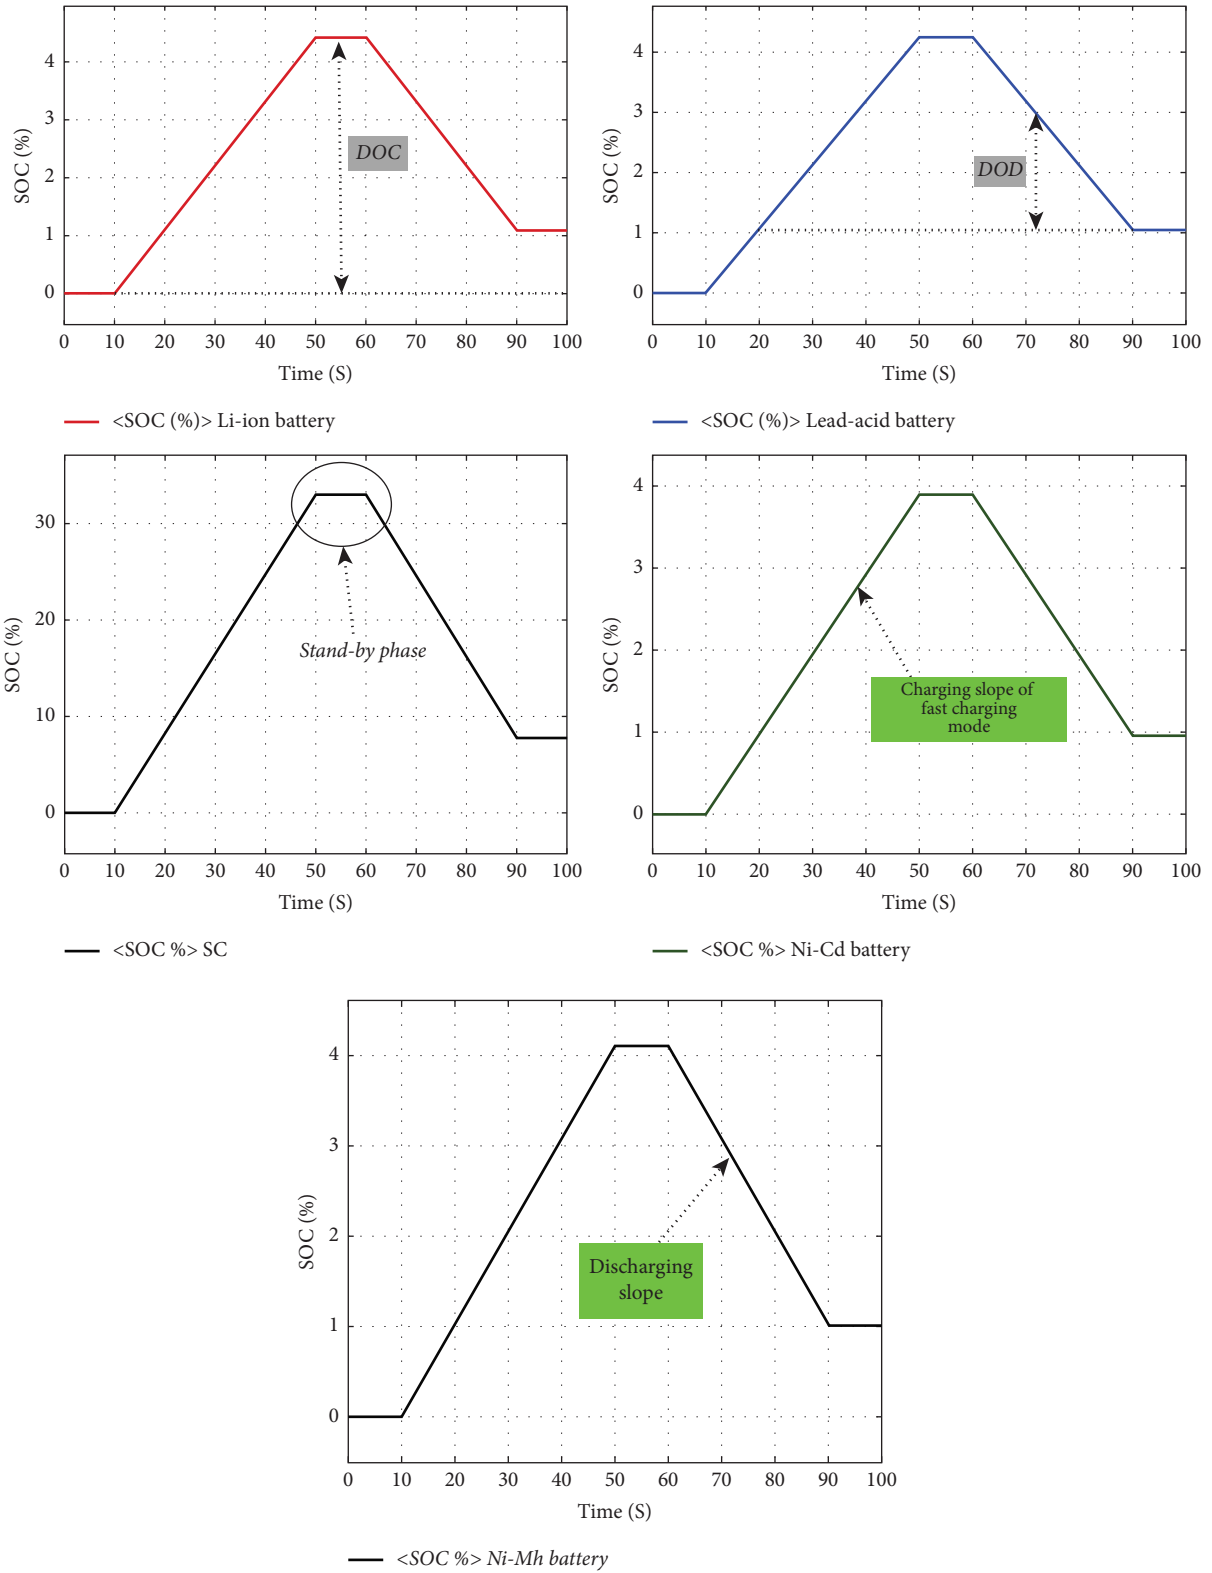 4
3
2
1
0
SOC (%)
DOC
0 10 20 30 40 50 60 70 80 90 100
Time (S)
<SOC (%)> Li-ion battery
4
3
2
1
0
SOC (%)
DOD
0 10 20 30 40 50 60 70 80 90 100
Time (S)
<SOC (%)> Lead-acid battery
30
20
10
0
SOC (%)
Stand-by phase
0 10 20 30 40 50 60 70 80 90 100
Time (S)
<SOC %> SC
4
3
2
1
0
SOC (%)
Charging slope of
fast charging
mode
0 10 20 30 40 50 60 70 80 90 100
Time (S)
<SOC %> Ni-Cd battery
4
3
2
1
0
SOC (%)
Discharging
slope
0 10 20 30 40 50 60 70 80 90 100
Time (S)
<SOC %> Ni-Mh battery